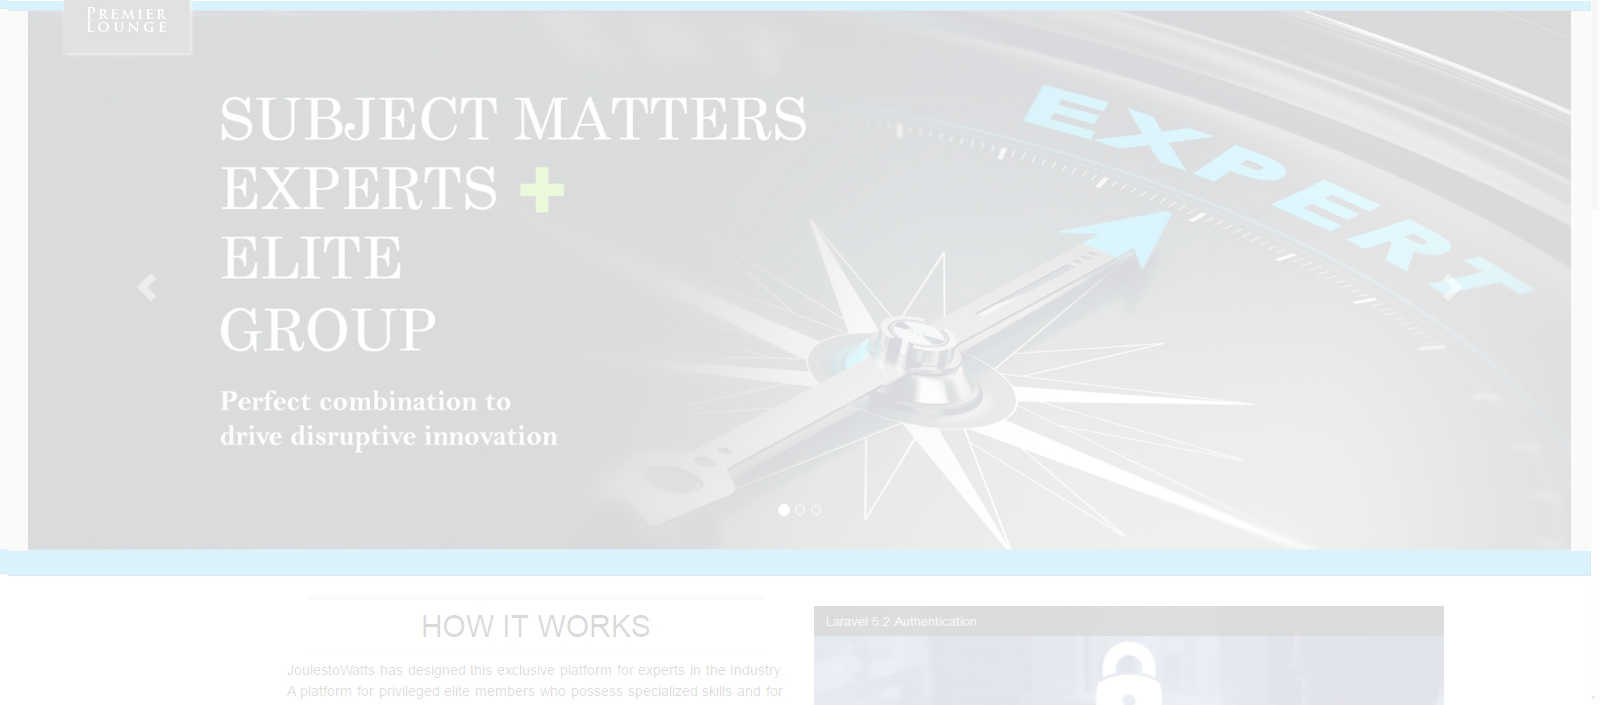 PREMIER
LOUNGE
SUBJECT MATTERS
EXPERTS +
ELITE
GROUP
Perfect combination to
drive disruptive innovation
EXPERT
HOW IT WORKS
JoulestoWatts has designed this exclusive platform for experts in the Industry.
A platform for privileged elite members who possess specialized skills and for
Laravel 5.2 Authentication